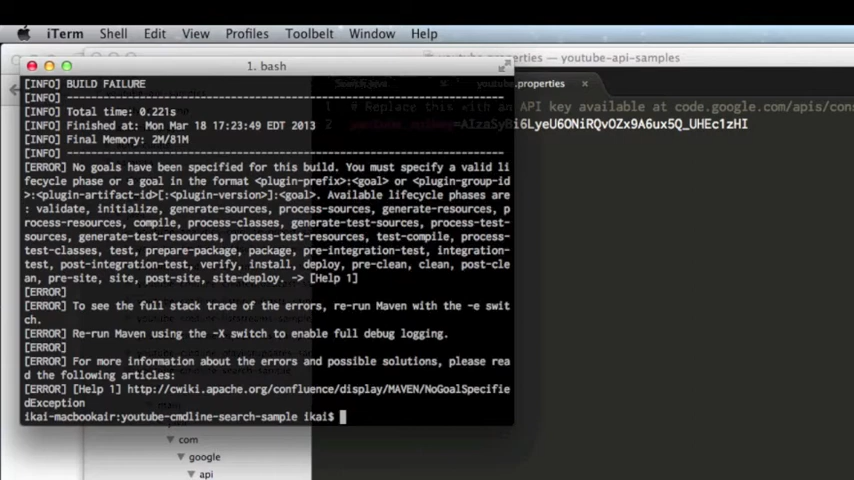 iTerm Shell Edit View Profiles Toolbelt Window Help
youtube.properties — youtube-api-samples
1. bash
youtube.properties
[INFO] BUILD FAILURE
[INFO] ------------------------------------------------------------------------
1 # Replace this with an API key available at code.google.com/apis/cons
[INFO] Total time: 0.221s
[INFO] Finished at: Mon Mar 18 17:23:49 EDT 2013
[INFO] Final Memory: 2M/81M
[INFO] ------------------------------------------------------------------------
[ERROR] No goals have been specified for this build. You must specify a valid li
fecycle phase or a goal in the format <plugin-prefix>:<goal> or <plugin-group-id
>:<plugin-artifact-id>[:<plugin-version>]:<goal>. Available lifecycle phases are
: validate, initialize, generate-sources, process-sources, generate-resources, p
rocess-resources, compile, process-classes, generate-test-sources, process-test-
sources, generate-test-resources, process-test-resources, test-compile, process-
test-classes, test, prepare-package, package, pre-integration-test, integration-
test, post-integration-test, verify, install, deploy, pre-clean, clean, post-cle
an, pre-site, site, post-site, site-deploy. -> [Help 1]
[ERROR]
[ERROR] To see the full stack trace of the errors, re-run Maven with the -e swit
ch.
[ERROR] Re-run Maven using the -X switch to enable full debug logging.
[ERROR]
[ERROR] For more information about the errors and possible solutions, please rea
d the following articles:
[ERROR] [Help 1] http://cwiki.apache.org/confluence/display/MAVEN/NoGoalSpecifie
dException
ikai-macbookair:youtube-cmdline-search-sample ikai$
com
google
api